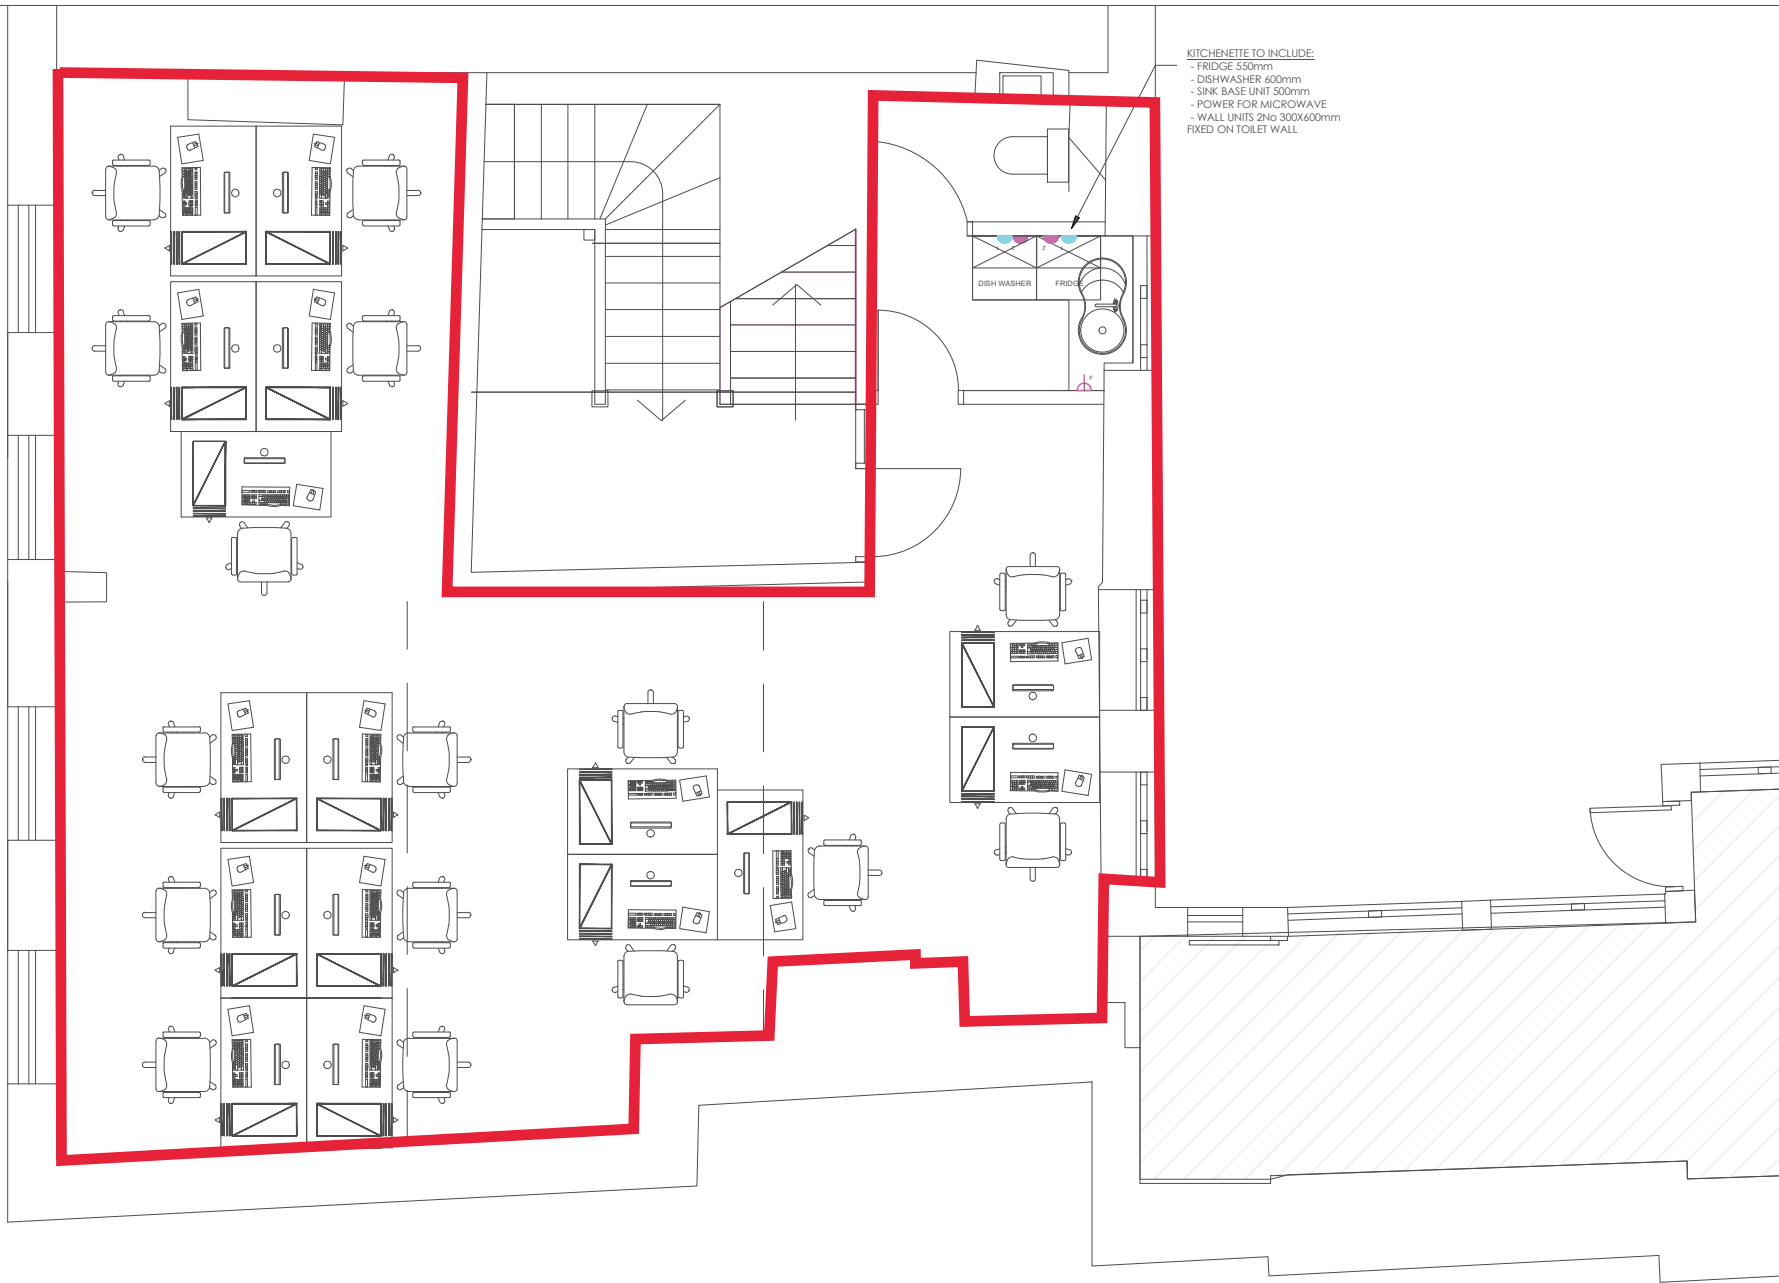 KITCHENETTE TO INCLUDE:
- FRIDGE 550mm
- DISHWASHER 600mm
- SINK BASE UNIT 500mm
- POWER FOR MICROWAVE
- WALL UNITS 2No 300X600mm
FIXED ON TOILET WALL
DISH WASHER
FRIDGE
F